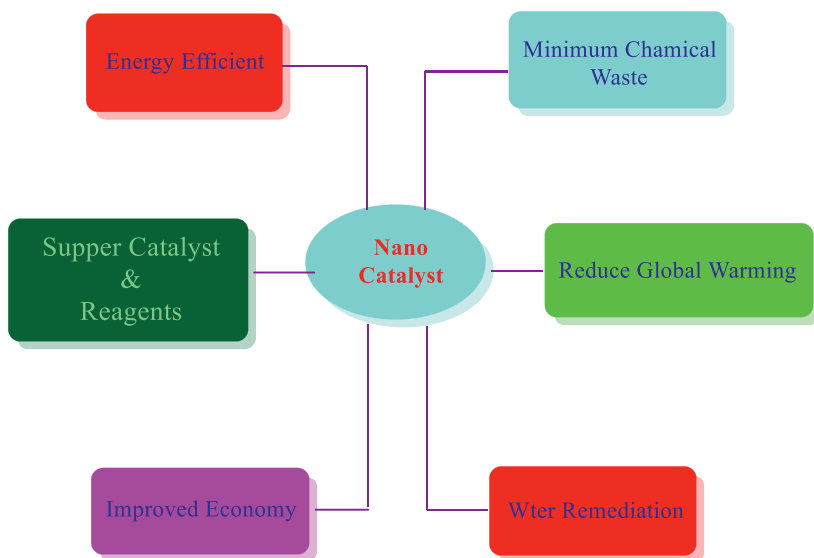 Energy Efficient
Minimum Chamical
Waste
Supper Catalyst
&
Reagents
Nano
Catalyst
Reduce Global Warming
Improved Economy
Wter Remediation